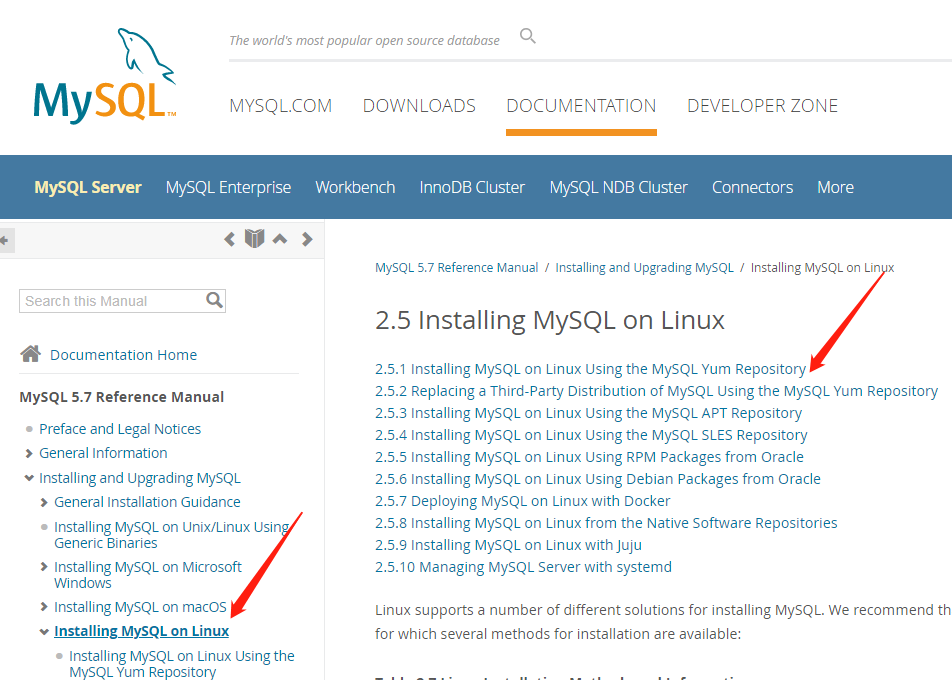 The world's most popular open source database
MySQL™
MYSQL.COM DOWNLOADS DOCUMENTATION DEVELOPER ZONE
MySQL Server MySQL Enterprise Workbench InnoDB Cluster MySQL NDB Cluster Connectors More
Search this Manual
Documentation Home
MySQL 5.7 Reference Manual
Preface and Legal Notices
General Information
Installing and Upgrading MySQL
General Installation Guidance
Installing MySQL on Unix/Linux Using
Generic Binaries
Installing MySQL on Microsoft
Windows
Installing MySQL on macOS
Installing MySQL on Linux
Installing MySQL on Linux Using the
MySQL Yum Repository
MySQL 5.7 Reference Manual / Installing and Upgrading MySQL / Installing MySQL on Linux
2.5 Installing MySQL on Linux
2.5.1 Installing MySQL on Linux Using the MySQL Yum Repository
2.5.2 Replacing a Third-Party Distribution of MySQL Using the MySQL Yum Repository
2.5.3 Installing MySQL on Linux Using the MySQL APT Repository
2.5.4 Installing MySQL on Linux Using the MySQL SLES Repository
2.5.5 Installing MySQL on Linux Using RPM Packages from Oracle
2.5.6 Installing MySQL on Linux Using Debian Packages from Oracle
2.5.7 Deploying MySQL on Linux with Docker
2.5.8 Installing MySQL on Linux from the Native Software Repositories
2.5.9 Installing MySQL on Linux with Juju
2.5.10 Managing MySQL Server with systemd
Linux supports a number of different solutions for installing MySQL. We recommend th
for which several methods for installation are available: